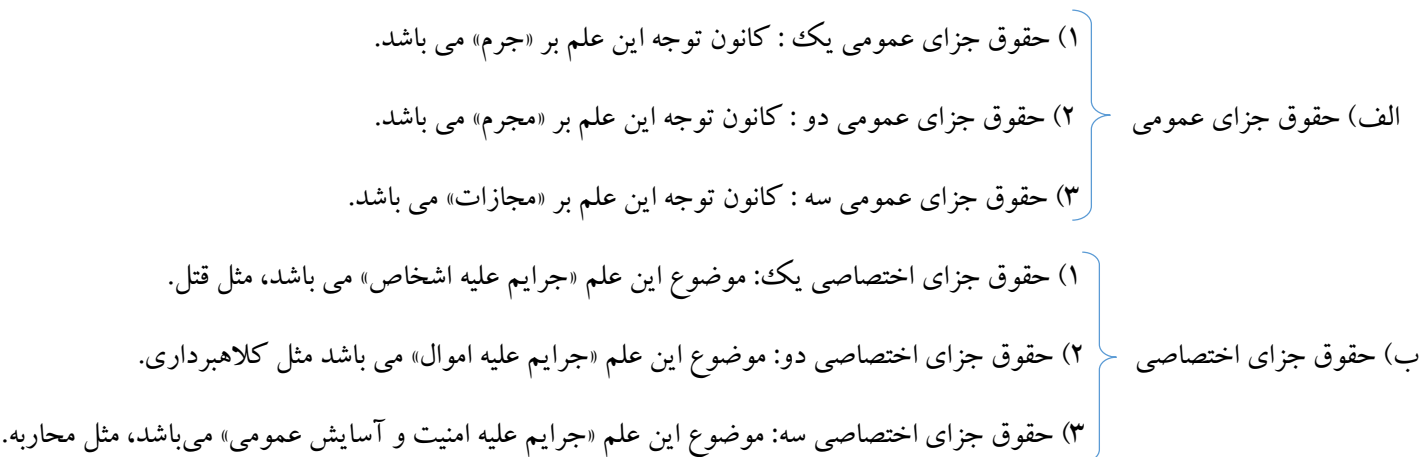 ۱) حقوق جزای عمومی یک : کانون توجه این علم بر «جرم» می باشد.
الف) حقوق جزای عمومی
۲) حقوق جزای عمومی دو : کانون توجه این علم بر «مجرم» می باشد.
۳) حقوق جزای عمومی سه : کانون توجه این علم بر «مجازات» می باشد.
۱) حقوق جزای اختصاصی یک: موضوع این علم «جرایم علیه اشخاص» می باشد، مثل قتل.
ب) حقوق جزای اختصاصی
۲) حقوق جزای اختصاصی دو: موضوع این علم «جرایم علیه اموال» می باشد مثل کلاهبرداری.
۳) حقوق جزای اختصاصی سه: موضوع این علم «جرایم علیه امنیت و آسایش عمومی» می‌باشد، مثل محاربه.